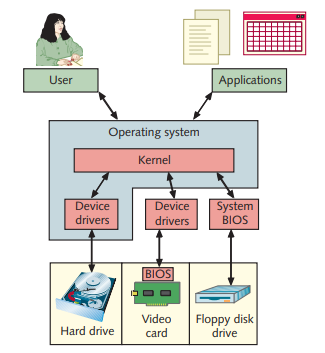 User
Applications
Operating system
Kernel
Device
drivers
Device
drivers
System
BIOS
BIOS
Hard drive
Video
card
Floppy disk
drive